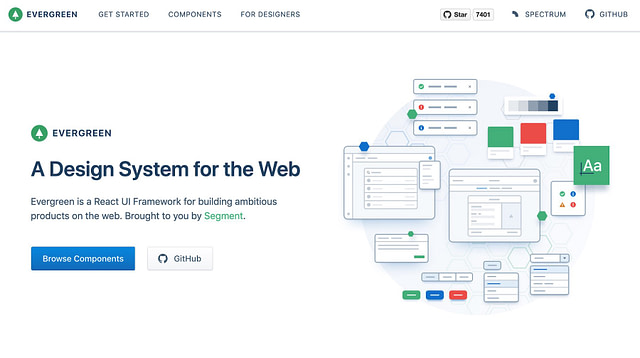 EVERGREEN
GET STARTED
COMPONENTS
FOR DESIGNERS
Star
7401
SPECTRUM
GITHUB
EVERGREEN
A Design System for the Web
Evergreen is a React UI Framework for building ambitious
products on the web. Brought to you by Segment.
Browse Components
GitHub
Aa